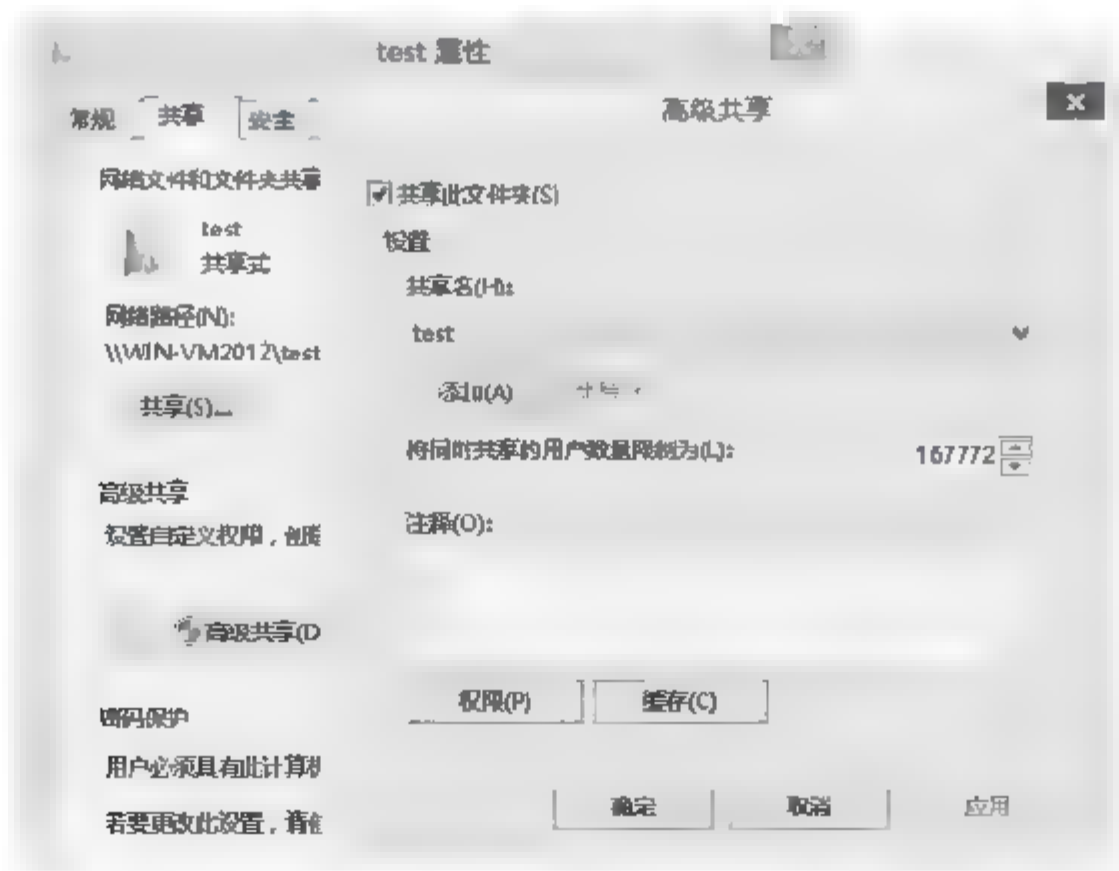 test 属性
常规 共享 安全
网络文件和文件夹共享
test
共享式
网络路径(N):
\\WIN-VM2012\test
共享(S)...
高级共享
设置自定义权限，创建
高级共享(D
密码保护
用户必须具有此计算机
若要更改此设置，请使
高级共享
共享此文件夹(S)
设置
共享名(H):
test
添加(A)
将同时共享的用户数量限制为(L):
167772
注释(O):
权限(P) 缓存(C)
确定 取消 应用